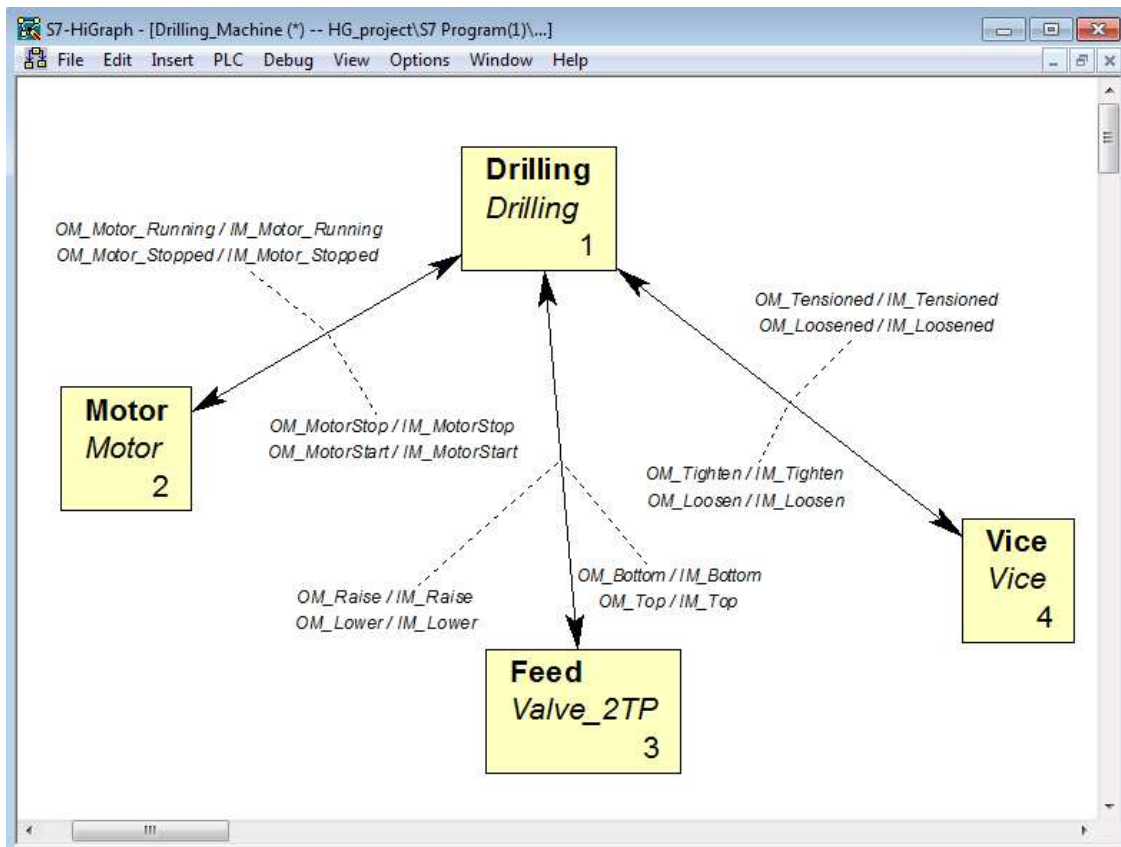 S7-HiGraph - [Drilling_Machine (*) -- HG_project\S7 Program(1)\...]
File Edit Insert PLC Debug View Options Window Help
Drilling
Drilling
1
OM_Motor_Running / IM_Motor_Running
OM_Motor_Stopped / IM_Motor_Stopped
OM_Tensioned / IM_Tensioned
OM_Loosened / IM_Loosened
Motor
Motor
2
OM_MotorStop / IM_MotorStop
OM_MotorStart / IM_MotorStart
OM_Tighten / IM_Tighten
OM_Loosen / IM_Loosen
Vice
Vice
4
OM_Raise / IM_Raise
OM_Lower / IM_Lower
OM_Bottom / IM_Bottom
OM_Top / IM_Top
Feed
Valve_2TP
3